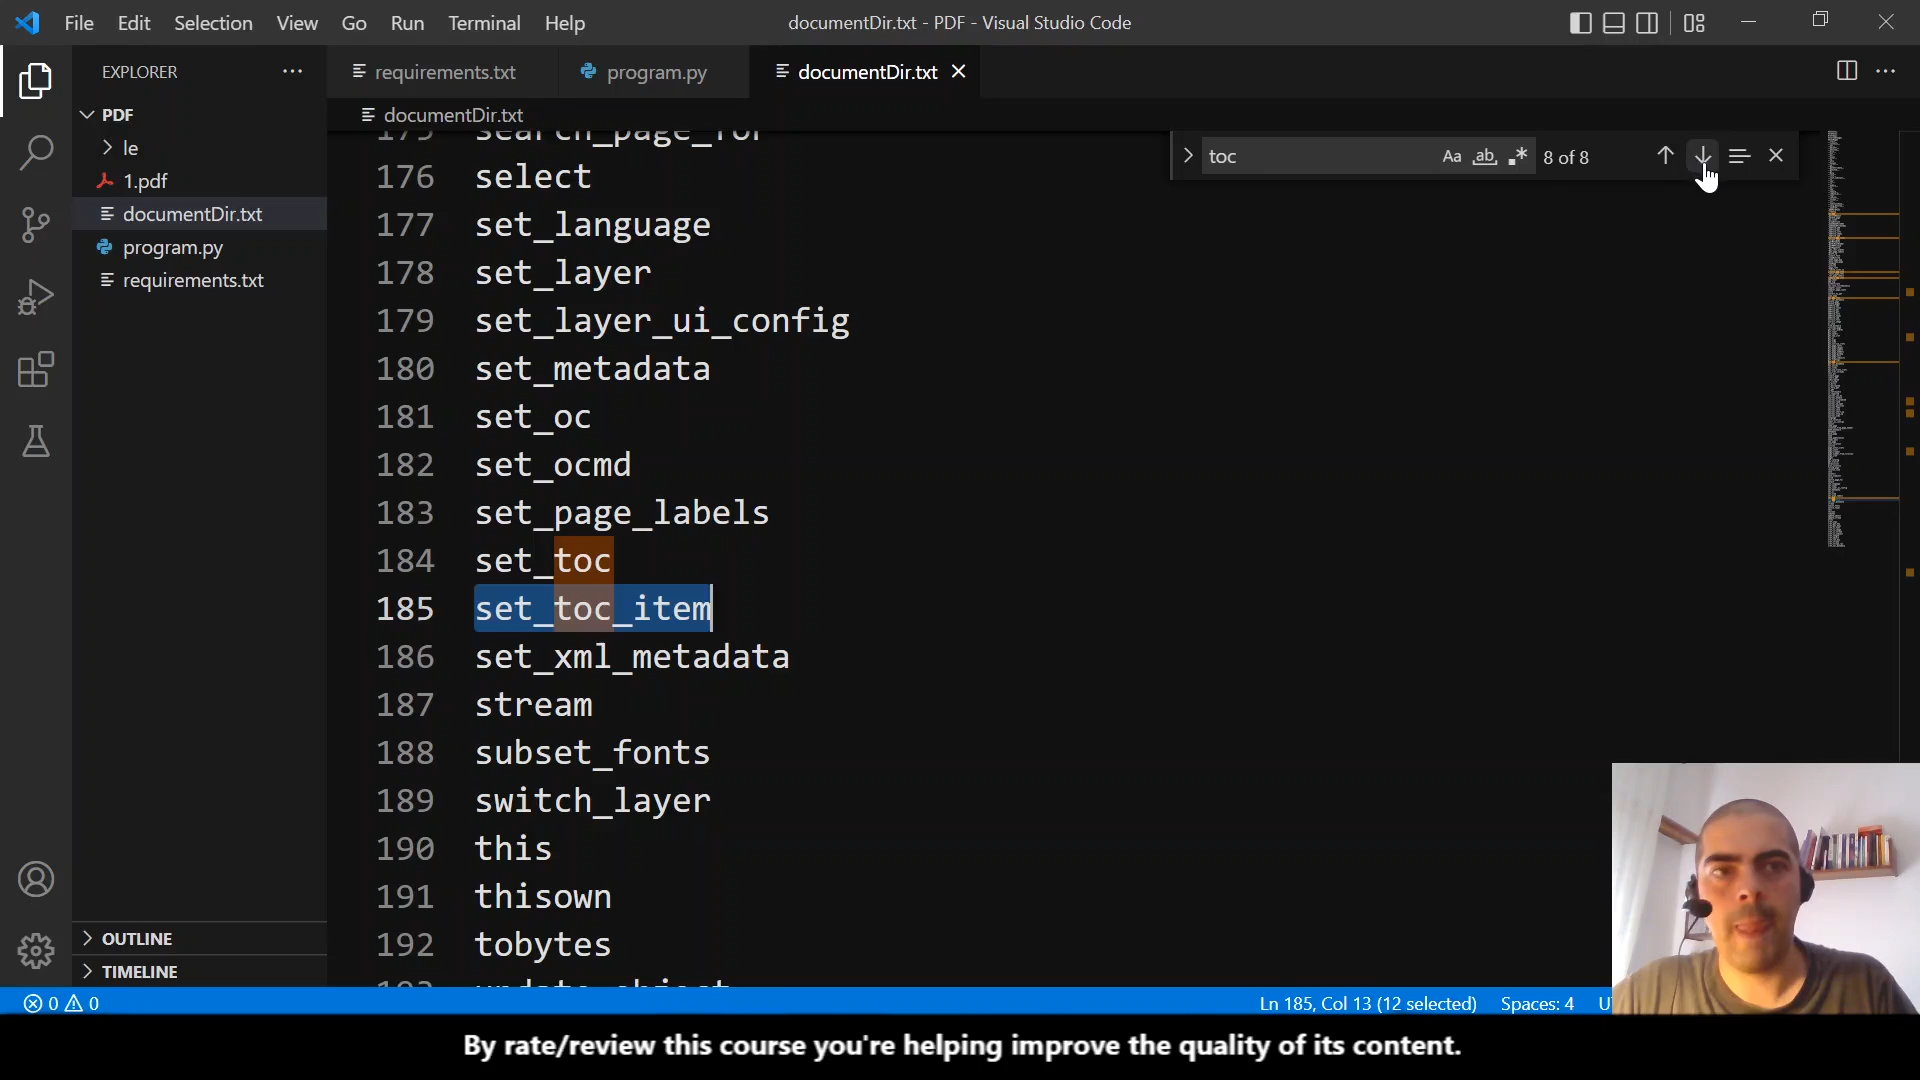 File Edit Selection View Go Run Terminal Help
documentDir.txt - PDF - Visual Studio Code
EXPLORER
PDF
le
1.pdf
documentDir.txt
program.py
requirements.txt
OUTLINE
TIMELINE
requirements.txt
program.py
documentDir.txt
documentDir.txt
toc
Aa
ab
8 of 8
175 search_page_for
176 select
177 set_language
178 set_layer
179 set_layer_ui_config
180 set_metadata
181 set_oc
182 set_ocmd
183 set_page_labels
184 set_toc
185 set_toc_item
186 set_xml_metadata
187 stream
188 subset_fonts
189 switch_layer
190 this
191 thisown
192 tobytes
193 update_object
0 0
Ln 185, Col 13 (12 selected) Spaces: 4
By rate/review this course you're helping improve the quality of its content.